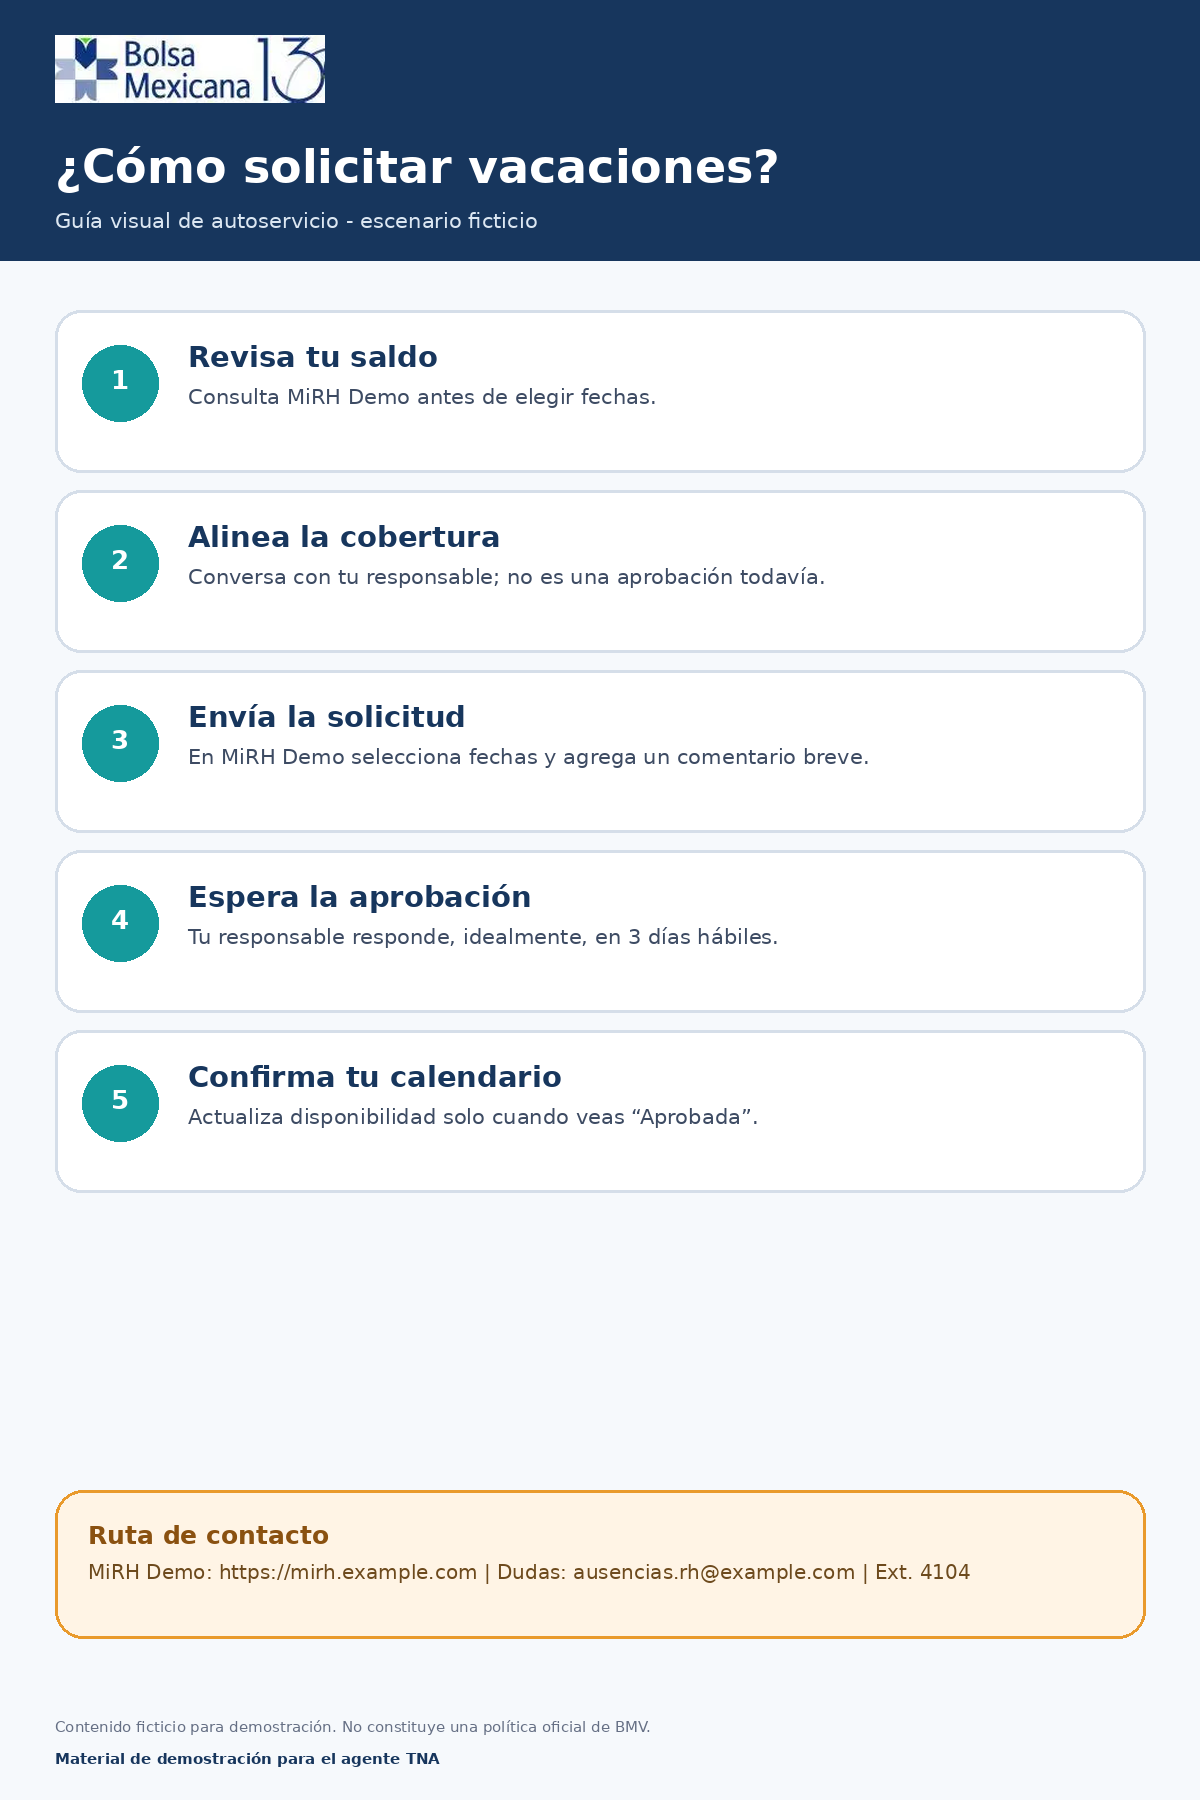 Bolsa
Mexicana 13
¿Cómo solicitar vacaciones?
Guía visual de autoservicio - escenario ficticio
1
Revisa tu saldo
Consulta MiRH Demo antes de elegir fechas.
2
Alinea la cobertura
Conversa con tu responsable; no es una aprobación todavía.
3
Envía la solicitud
En MiRH Demo selecciona fechas y agrega un comentario breve.
4
Espera la aprobación
Tu responsable responde, idealmente, en 3 días hábiles.
5
Confirma tu calendario
Actualiza disponibilidad solo cuando veas “Aprobada”.
Ruta de contacto
MiRH Demo: https://mirh.example.com | Dudas: ausencias.rh@example.com | Ext. 4104
Contenido ficticio para demostración. No constituye una política oficial de BMV.
Material de demostración para el agente TNA